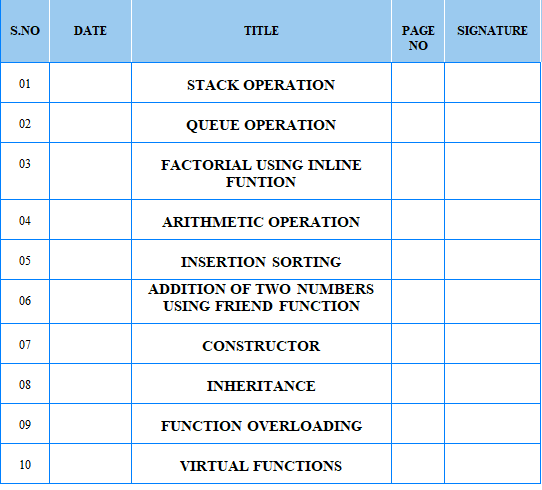 S.NO DATE TITLE PAGE NO SIGNATURE
01 STACK OPERATION
02 QUEUE OPERATION
03 FACTORIAL USING INLINE
FUNTION
04 ARITHMETIC OPERATION
05 INSERTION SORTING
06 ADDITION OF TWO NUMBERS
USING FRIEND FUNCTION
07 CONSTRUCTOR
08 INHERITANCE
09 FUNCTION OVERLOADING
10 VIRTUAL FUNCTIONS